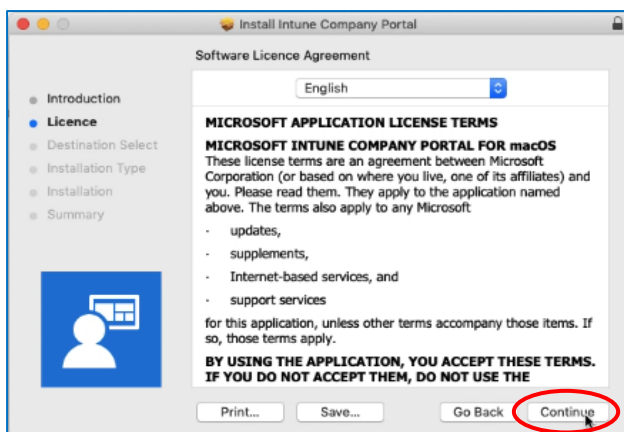 Install Intune Company Portal
Software Licence Agreement
English
Introduction
Licence
Destination Select
Installation Type
Installation
Summary
MICROSOFT APPLICATION LICENSE TERMS
MICROSOFT INTUNE COMPANY PORTAL FOR macOS
These license terms are an agreement between Microsoft
Corporation (or based on where you live, one of its affiliates) and
you. Please read them. They apply to the application named
above. The terms also apply to any Microsoft
· updates,
· supplements,
· Internet-based services, and
· support services
for this application, unless other terms accompany those items. If
so, those terms apply.
BY USING THE APPLICATION, YOU ACCEPT THESE TERMS.
IF YOU DO NOT ACCEPT THEM, DO NOT USE THE
Print... Save... Go Back Continue